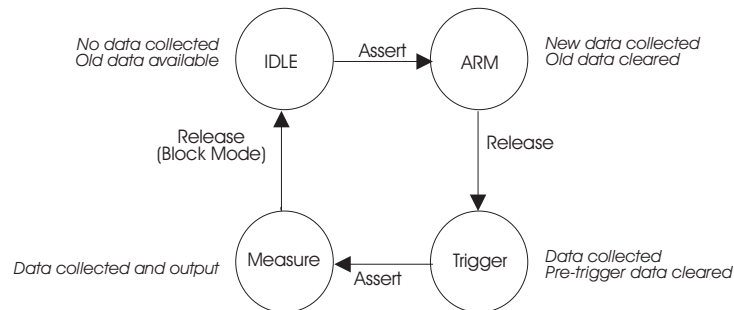 No data collected
Old data available
IDLE
Assert
ARM
New data collected
Old data cleared
Release
(Block Mode)
Release
Data collected and output
Measure
Assert
Trigger
Data collected
Pre-trigger data cleared